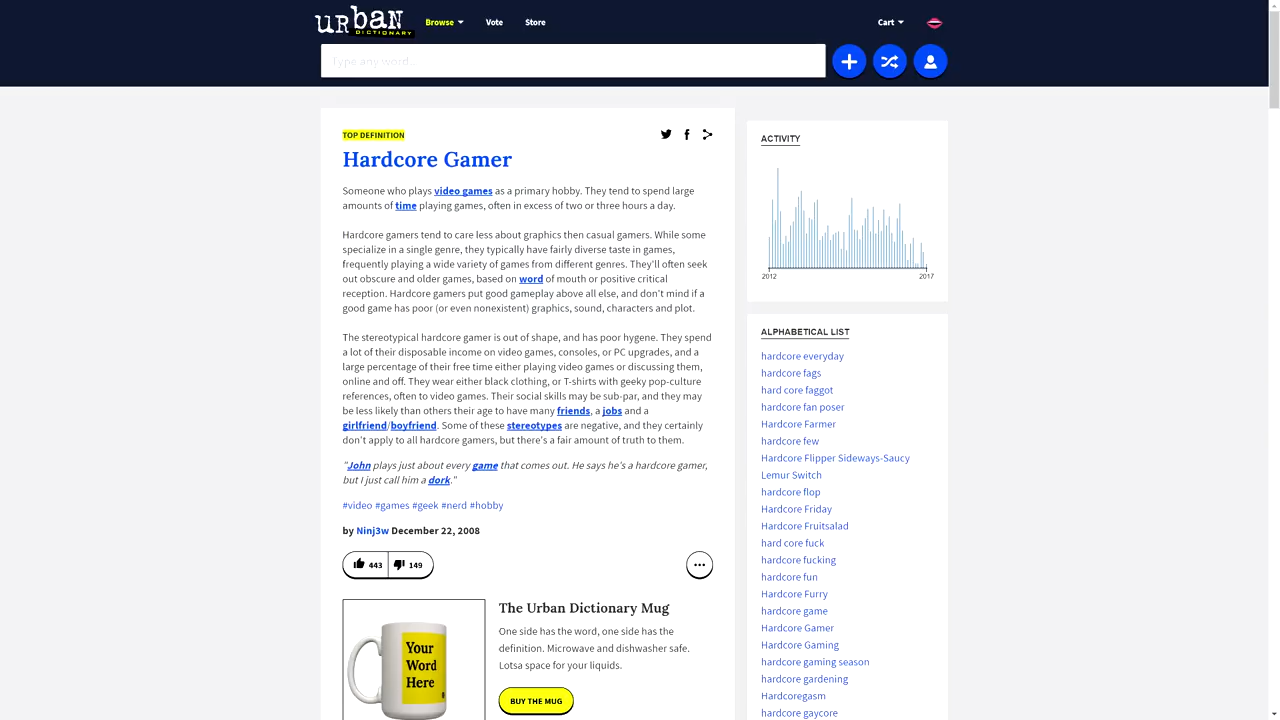 urban
DICTIONARY
Browse
Vote
Store
Cart
Type any word...
TOP DEFINITION
Hardcore Gamer
Someone who plays video games as a primary hobby. They tend to spend large
amounts of time playing games, often in excess of two or three hours a day.
Hardcore gamers tend to care less about graphics then casual gamers. While some
specialize in a single genre, they typically have fairly diverse taste in games,
frequently playing a wide variety of games from different genres. They'll often seek
out obscure and older games, based on word of mouth or positive critical
reception. Hardcore gamers put good gameplay above all else, and don't mind if a
good game has poor (or even nonexistent) graphics, sound, characters and plot.
The stereotypical hardcore gamer is out of shape, and has poor hygene. They spend
a lot of their disposable income on video games, consoles, or PC upgrades, and a
large percentage of their free time either playing video games or discussing them,
online and off. They wear either black clothing, or T-shirts with geeky pop-culture
references, often to video games. Their social skills may be sub-par, and they may
be less likely than others their age to have many friends, a jobs and a
girlfriend/boyfriend. Some of these stereotypes are negative, and they certainly
don't apply to all hardcore gamers, but there's a fair amount of truth to them.
"John plays just about every game that comes out. He says he's a hardcore gamer,
but I just call him a dork."
#video #games #geek #nerd #hobby
by Ninj3w December 22, 2008
443
149
Your
Word
Here
The Urban Dictionary Mug
One side has the word, one side has the
definition. Microwave and dishwasher safe.
Lotsa space for your liquids.
BUY THE MUG
ACTIVITY
2012
2017
ALPHABETICAL LIST
hardcore everyday
hardcore fags
hard core faggot
hardcore fan poser
Hardcore Farmer
hardcore few
Hardcore Flipper Sideways-Saucy
Lemur Switch
hardcore flop
Hardcore Friday
Hardcore Fruitsalad
hard core fuck
hardcore fucking
hardcore fun
Hardcore Furry
hardcore game
Hardcore Gamer
Hardcore Gaming
hardcore gaming season
hardcore gardening
Hardcoregasm
hardcore gaycore